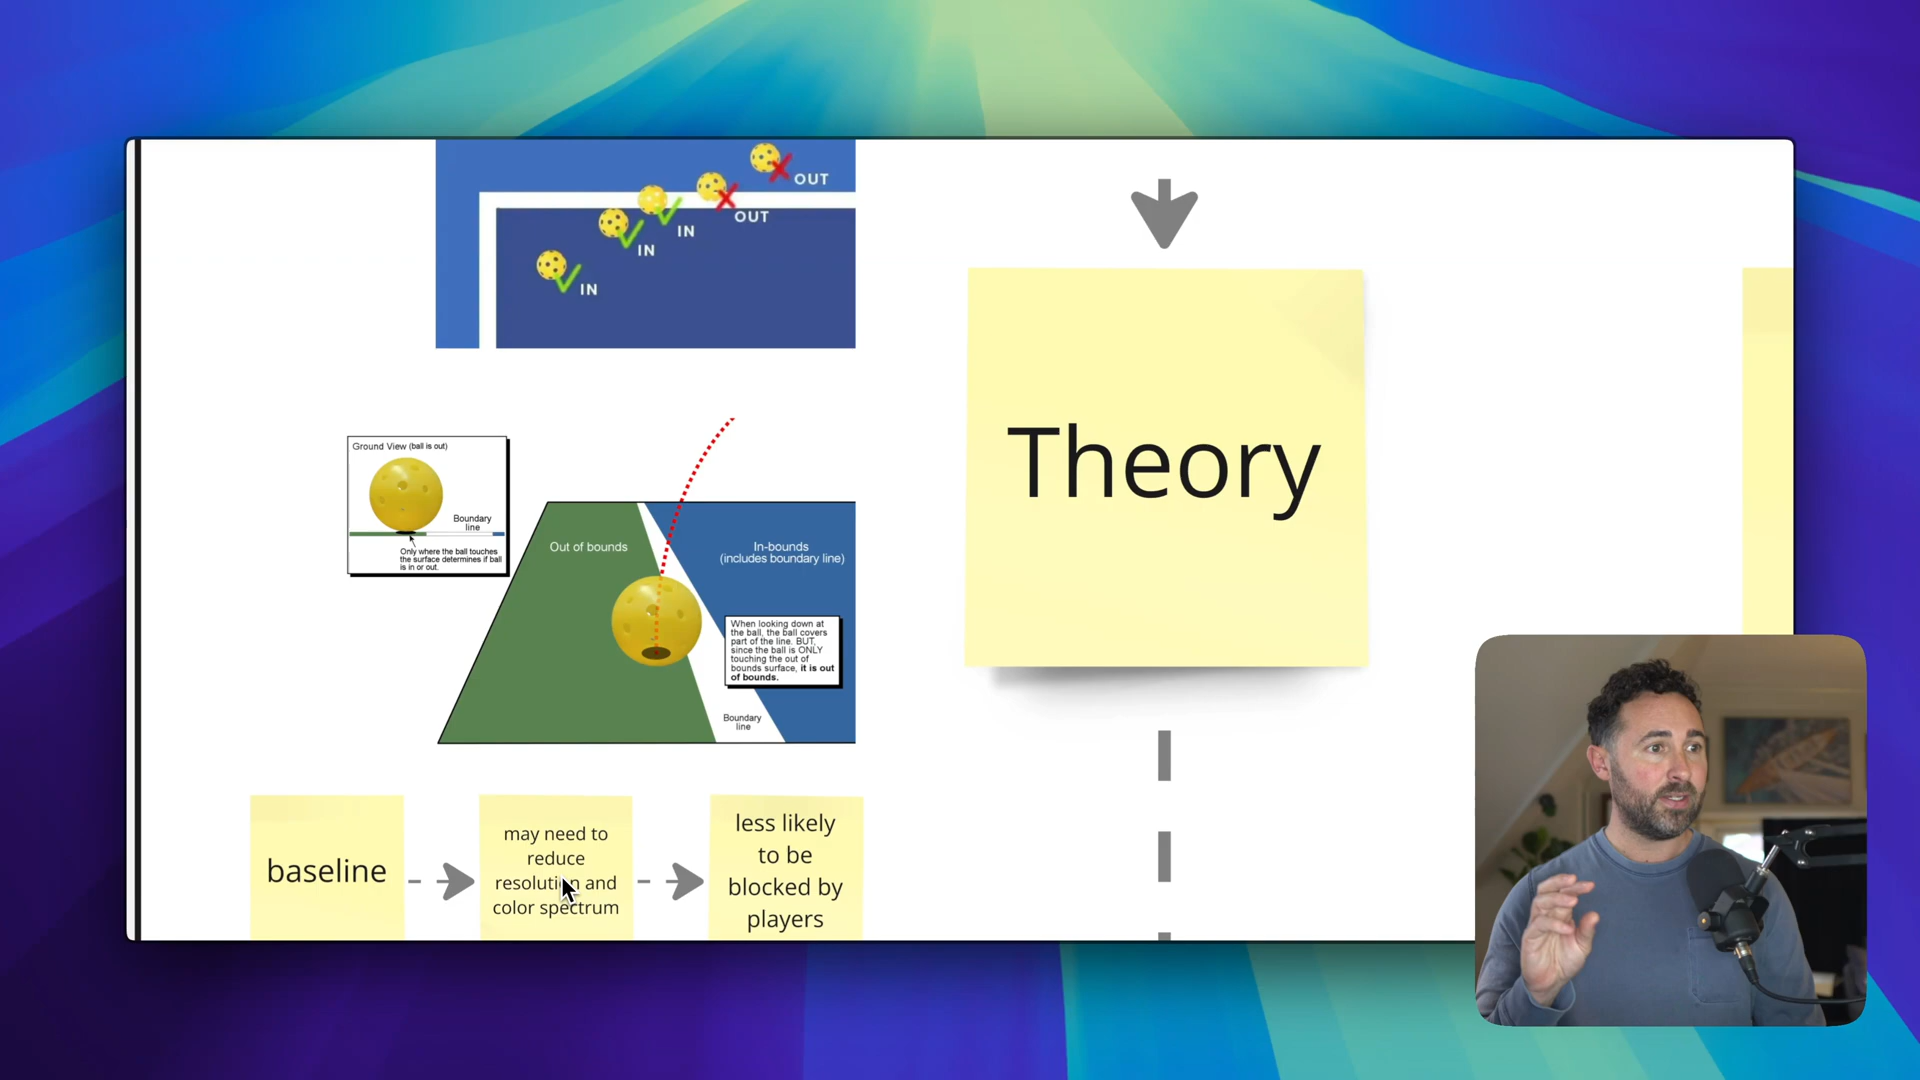 OUT
OUT
IN
IN
IN
Ground View (ball is out)
Boundary
line
Only where the ball touches
the surface determines if ball
is in or out.
Out of bounds
In-bounds
(includes boundary line)
When looking down at
the ball, the ball covers
part of the line. BUT,
since the ball is ONLY
touching the out of
bounds surface, it is out
of bounds.
Boundary
line
Theory
baseline
may need to
reduce
resolution and
color spectrum
less likely
to be
blocked by
players